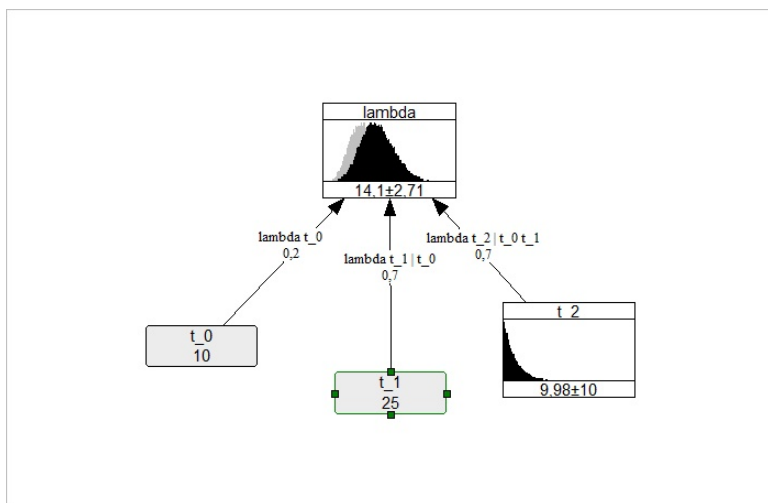 lambda
14,1±2,71
lambda t_0
0,2
lambda t_1 | t_0
0,7
lambda t_2 | t_0 t_1
0,7
t_0
10
t_1
25
t_2
9,98±10